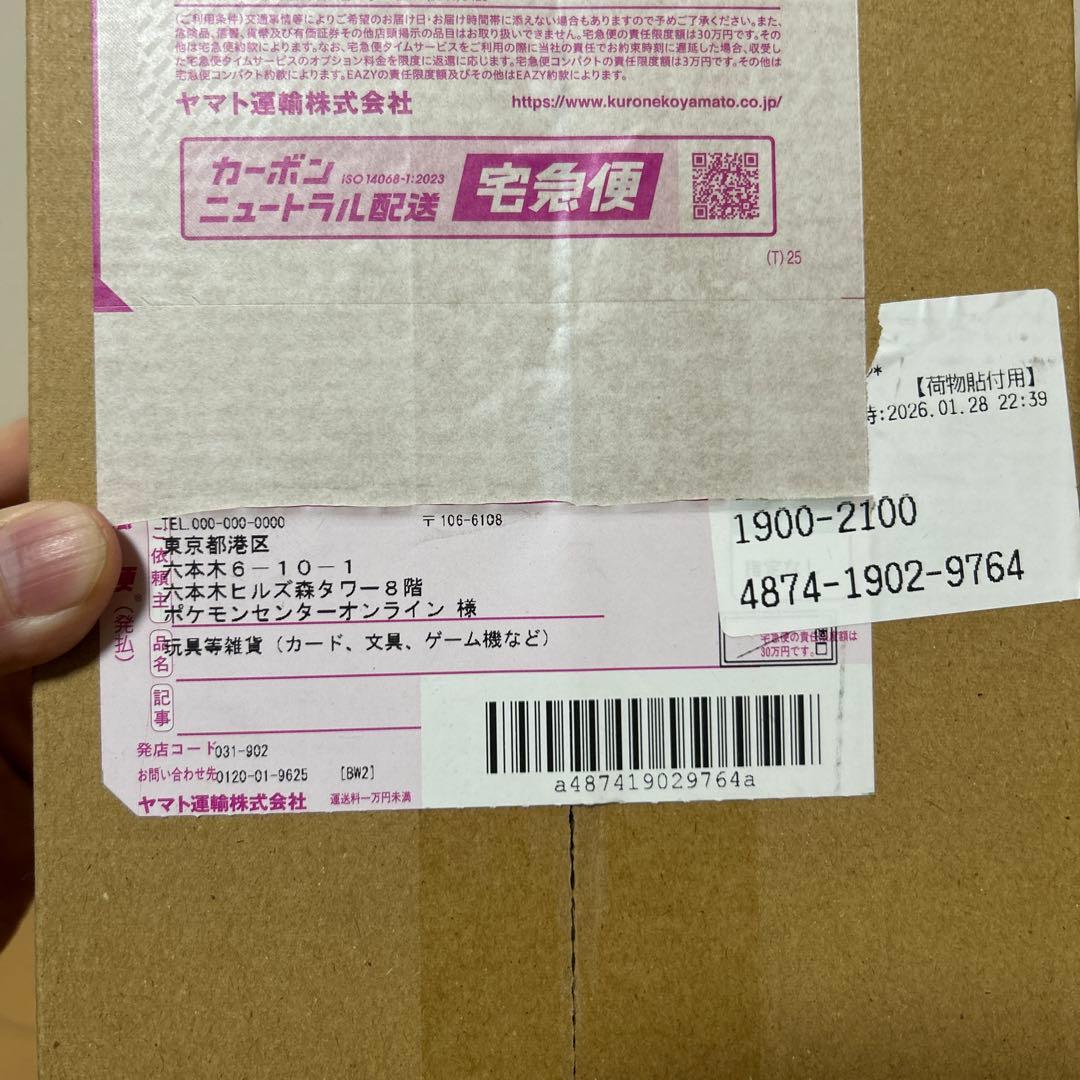 (ご利用条件)交通事情等によりご希望のお届け日・お届け時間帯に添えない場合もありますので予めご了承ください。また、
危険品、信書、貨幣及び有価証券その他店頭掲示の品目はお取り扱いできません。宅急便の責任限度額は30万円です。その
他は宅急便約款によります。なお、宅急便タイムサービスをご利用の際に当社の責任でお約束時刻に遅延した場合、収受し
た宅急便タイムサービスのオプション料金を限度に返還に応じます。宅急便コンパクトの責任限度額は3万円です。その他は
宅急便コンパクト約款によります。EAZYの責任限度額及びその他はEAZY約款によります。
ヤマト運輸株式会社 https://www.kuronekoyamato.co.jp/
カーボン ISO 14068-1:2023
ニュートラル配送 宅急便
(T) 25
【荷物貼付用】
時:2026.01.28 22:39
1900-2100
4874-1902-9764
TEL.000-000-0000 〒106-6108
ご依頼主
東京都港区
六本木6-10-1
六本木ヒルズ森タワー8階
ポケモンセンターオンライン 様
便
(発払)
品名 玩具等雑貨(カード、文具、ゲーム機など)
宅急便の責任限度額は
30万円です。
記事
発店コード 031-902
お問い合わせ先 0120-01-9625 [BW2]
ヤマト運輸株式会社 運送料一万円未満
a487419029764a